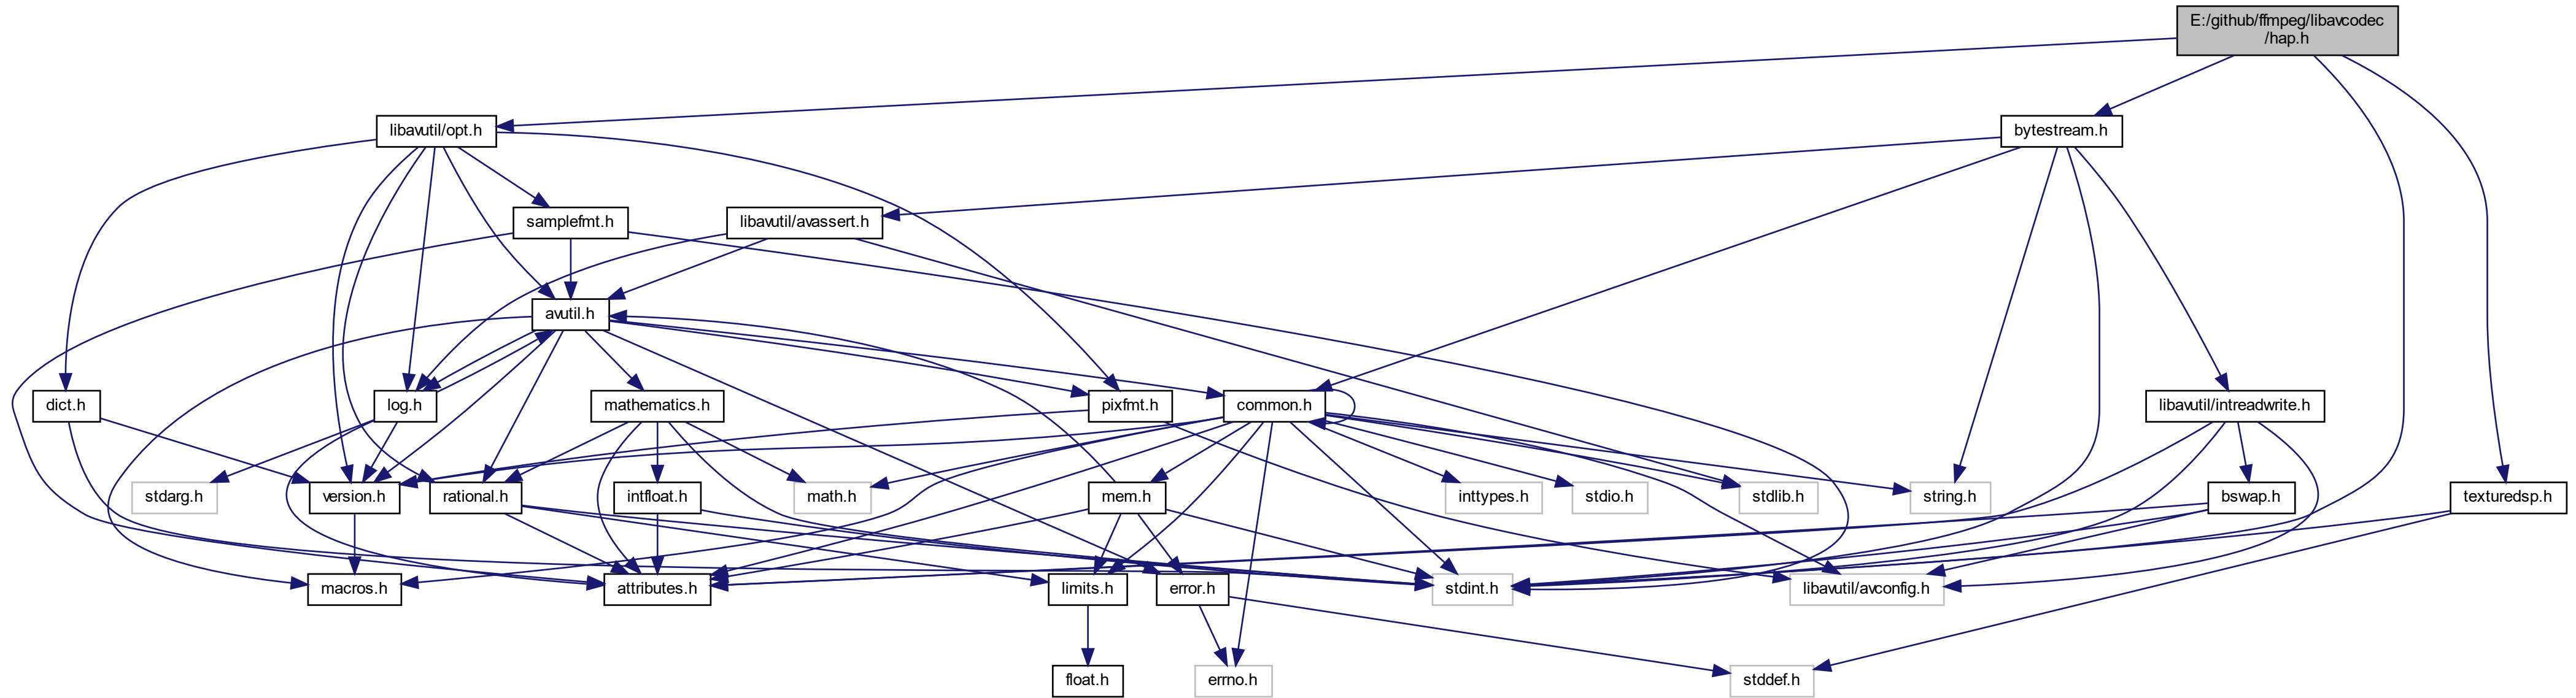 E:/github/ffmpeg/libavcodec
/hap.h
libavutil/opt.h
bytestream.h
samplefmt.h
libavutil/avassert.h
avutil.h
dict.h
log.h
mathematics.h
pixfmt.h
common.h
libavutil/intreadwrite.h
stdarg.h
version.h
rational.h
intfloat.h
math.h
mem.h
inttypes.h
stdio.h
stdlib.h
string.h
bswap.h
texturedsp.h
macros.h
attributes.h
limits.h
error.h
stdint.h
libavutil/avconfig.h
float.h
errno.h
stddef.h